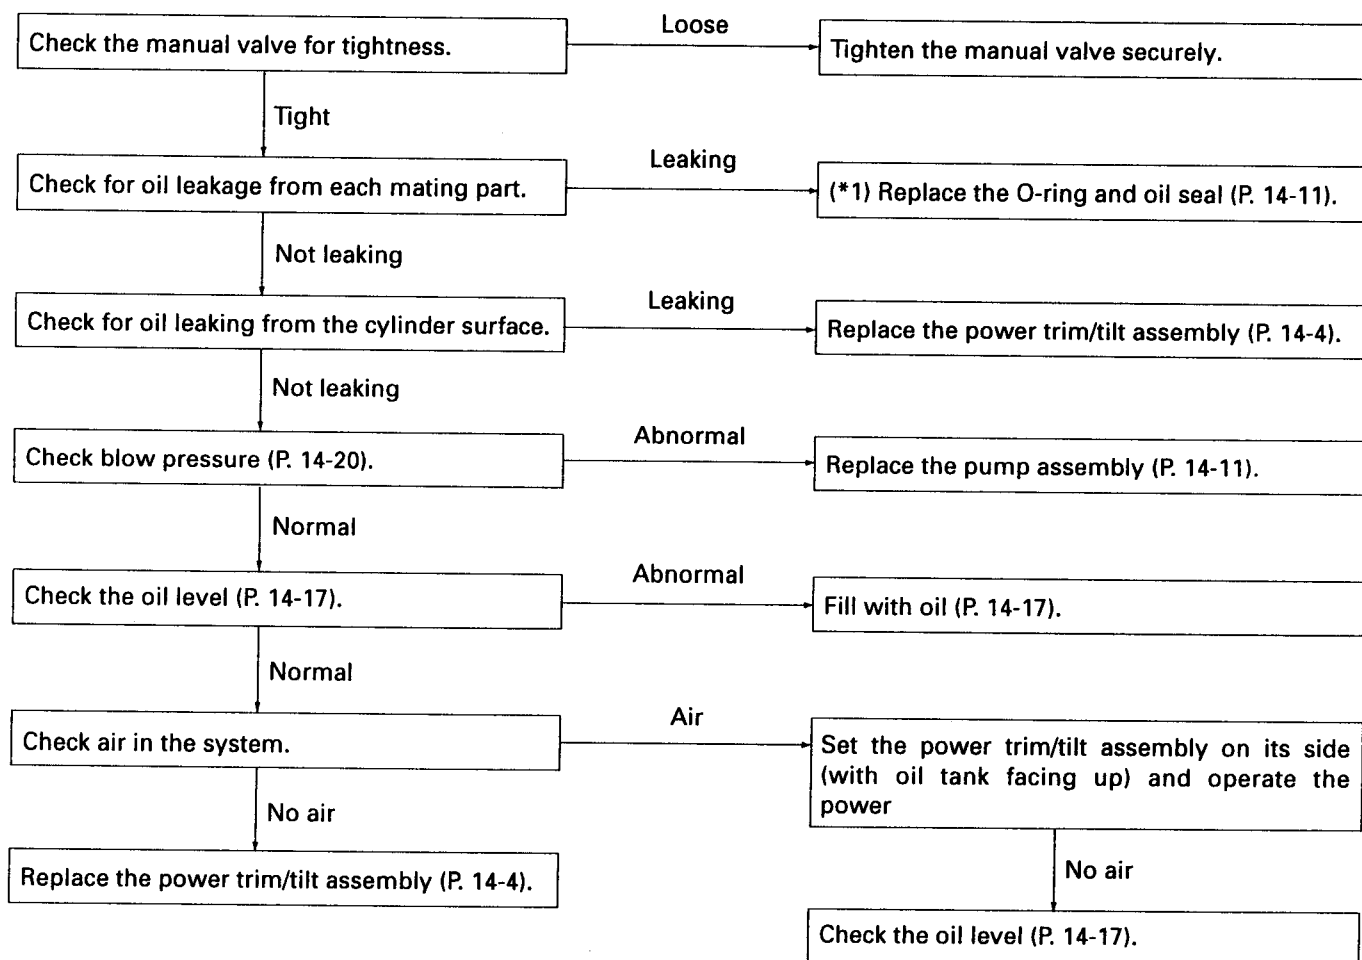 Check the manual valve for tightness.
Loose
Tighten the manual valve securely.
Tight
Check for oil leakage from each mating part.
Leaking
(*1) Replace the O-ring and oil seal (P. 14-11).
Not leaking
Check for oil leaking from the cylinder surface.
Leaking
Replace the power trim/tilt assembly (P. 14-4).
Not leaking
Check blow pressure (P. 14-20).
Abnormal
Replace the pump assembly (P. 14-11).
Normal
Check the oil level (P. 14-17).
Abnormal
Fill with oil (P. 14-17).
Normal
Check air in the system.
Air
Set the power trim/tilt assembly on its side
(with oil tank facing up) and operate the
power
No air
Replace the power trim/tilt assembly (P. 14-4).
No air
Check the oil level (P. 14-17).